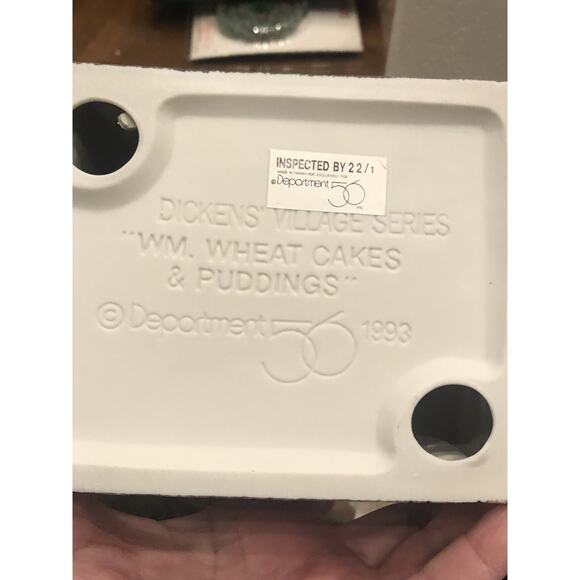 INSPECTED BY 22/1
MADE IN TAIWAN ROC EXCLUSIVELY FOR
© Department 56
INC.
DICKENS' VILLAGE SERIES
"WM. WHEAT CAKES
& PUDDINGS"
© Department 56 1993